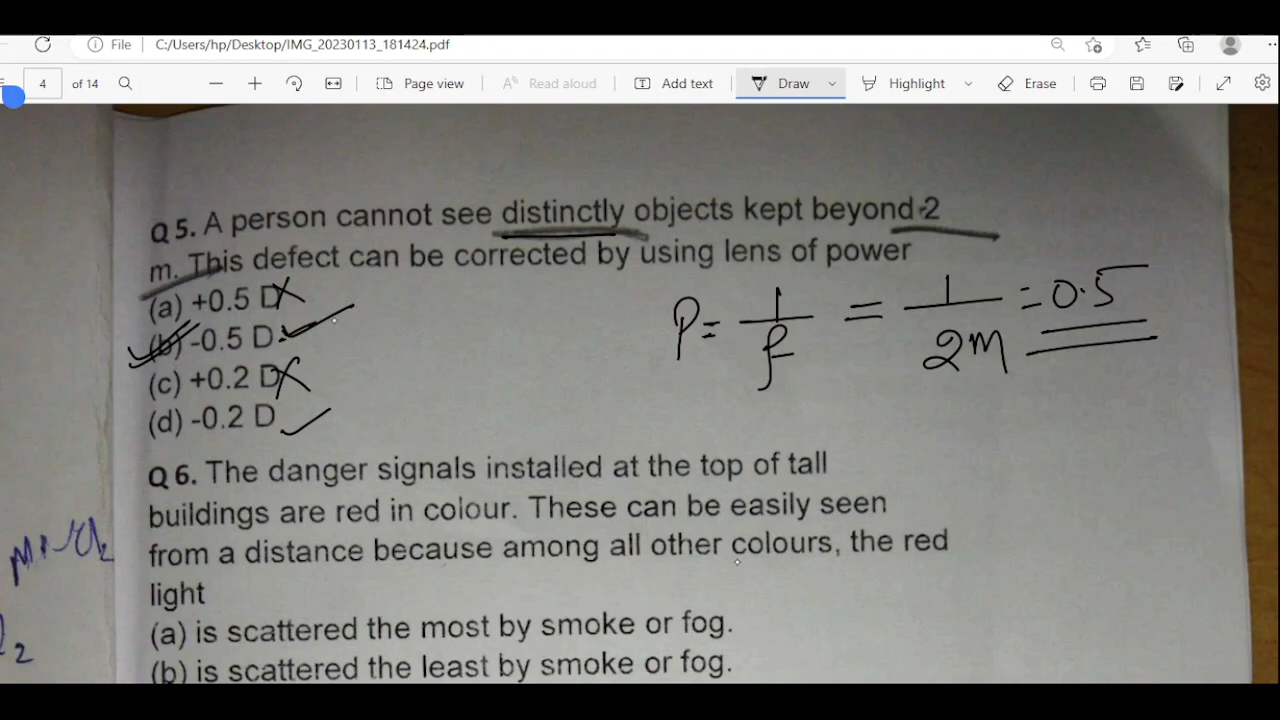 File C:/Users/hp/Desktop/IMG_20230113_181424.pdf
4 of 14 Page view Read aloud Add text Draw Highlight Erase
Q 5. A person cannot see distinctly objects kept beyond 2
m. This defect can be corrected by using lens of power
(a) +0.5 D
(b) -0.5 D
(c) +0.2 D
(d) -0.2 D
P = 1/f = 1/2m = 0.5
Q 6. The danger signals installed at the top of tall
buildings are red in colour. These can be easily seen
from a distance because among all other colours, the red
light
(a) is scattered the most by smoke or fog.
(b) is scattered the least by smoke or fog.